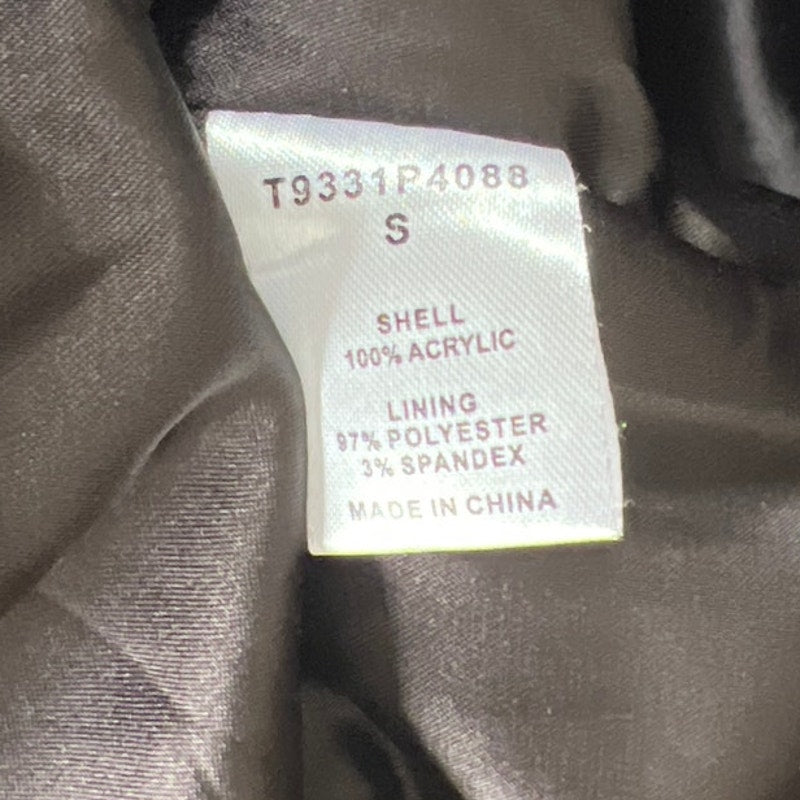 T9331P4088
S
SHELL
100% ACRYLIC
LINING
97% POLYESTER
3% SPANDEX
MADE IN CHINA